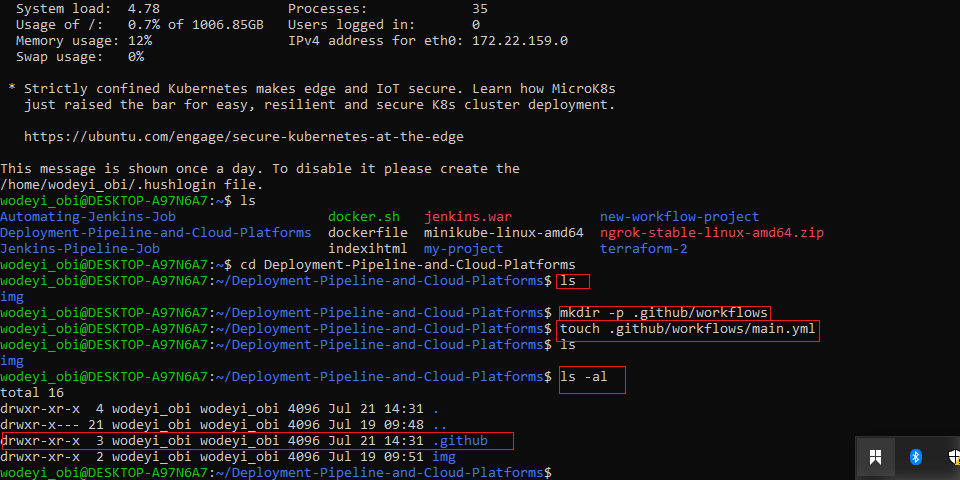 System load:  4.78                Processes:             35
Usage of /:   0.7% of 1006.85GB   Users logged in:       0
Memory usage: 12%                 IPv4 address for eth0: 172.22.159.0
Swap usage:   0%
* Strictly confined Kubernetes makes edge and IoT secure. Learn how MicroK8s
just raised the bar for easy, resilient and secure K8s cluster deployment.
https://ubuntu.com/engage/secure-kubernetes-at-the-edge
This message is shown once a day. To disable it please create the
/home/wodeyi_obi/.hushlogin file.
wodeyi_obi@DESKTOP-A97N6A7:~$ ls
Automating-Jenkins-Job                   docker.sh   jenkins.war           new-workflow-project
Deployment-Pipeline-and-Cloud-Platforms  dockerfile  minikube-linux-amd64  ngrok-stable-linux-amd64.zip
Jenkins-Pipeline-Job                     indexihtml  my-project            terraform-2
wodeyi_obi@DESKTOP-A97N6A7:~$ cd Deployment-Pipeline-and-Cloud-Platforms
wodeyi_obi@DESKTOP-A97N6A7:~/Deployment-Pipeline-and-Cloud-Platforms$ ls
img
wodeyi_obi@DESKTOP-A97N6A7:~/Deployment-Pipeline-and-Cloud-Platforms$ mkdir -p .github/workflows
wodeyi_obi@DESKTOP-A97N6A7:~/Deployment-Pipeline-and-Cloud-Platforms$ touch .github/workflows/main.yml
wodeyi_obi@DESKTOP-A97N6A7:~/Deployment-Pipeline-and-Cloud-Platforms$ ls
img
wodeyi_obi@DESKTOP-A97N6A7:~/Deployment-Pipeline-and-Cloud-Platforms$ ls -al
total 16
drwxr-xr-x  4 wodeyi_obi wodeyi_obi 4096 Jul 21 14:31 .
drwxr-x--- 21 wodeyi_obi wodeyi_obi 4096 Jul 19 09:48 ..
drwxr-xr-x  3 wodeyi_obi wodeyi_obi 4096 Jul 21 14:31 .github
drwxr-xr-x  2 wodeyi_obi wodeyi_obi 4096 Jul 19 09:51 img
wodeyi_obi@DESKTOP-A97N6A7:~/Deployment-Pipeline-and-Cloud-Platforms$